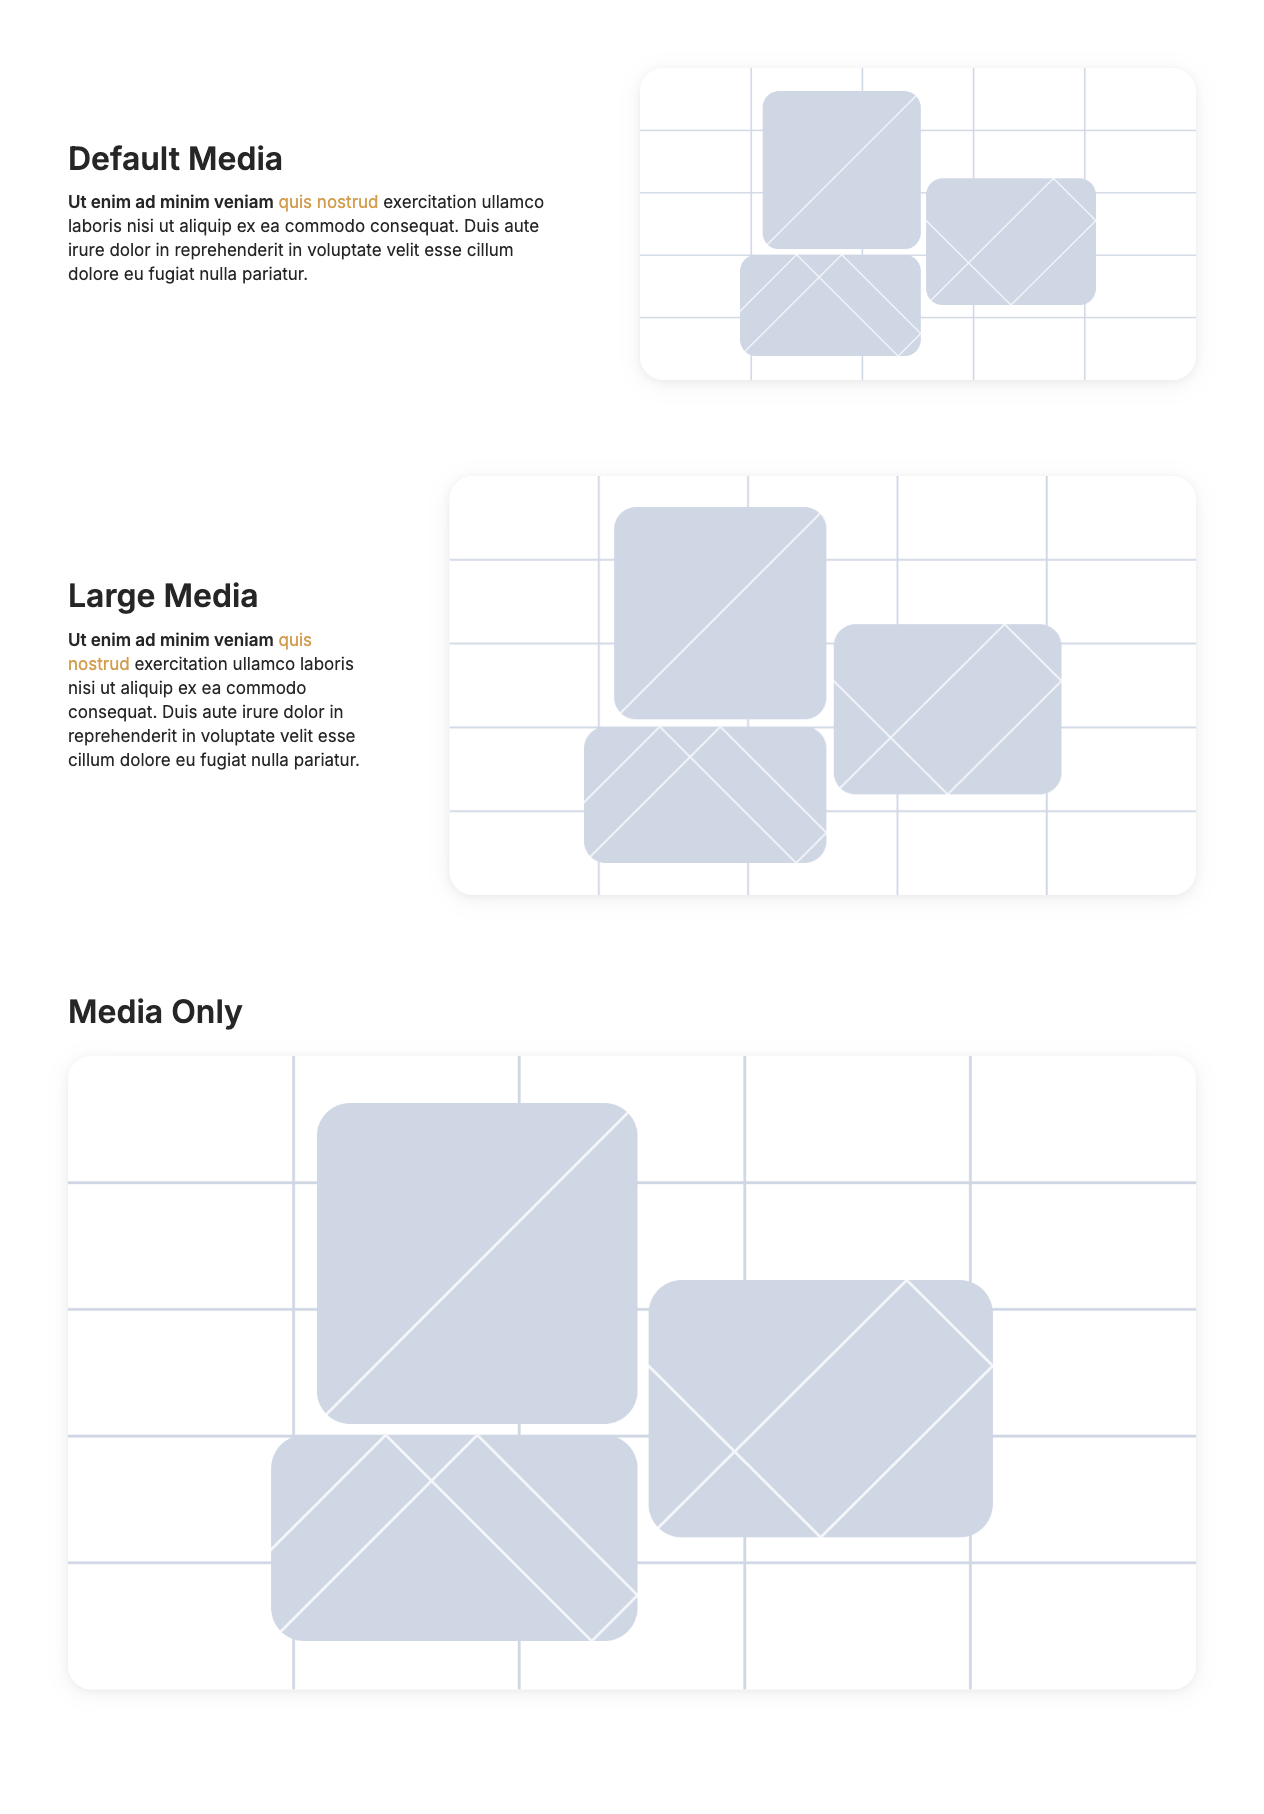 Default Media
Ut enim ad minim veniam quis nostrud exercitation ullamco
laboris nisi ut aliquip ex ea commodo consequat. Duis aute
irure dolor in reprehenderit in voluptate velit esse cillum
dolore eu fugiat nulla pariatur.
Large Media
Ut enim ad minim veniam quis
nostrud exercitation ullamco laboris
nisi ut aliquip ex ea commodo
consequat. Duis aute irure dolor in
reprehenderit in voluptate velit esse
cillum dolore eu fugiat nulla pariatur.
Media Only